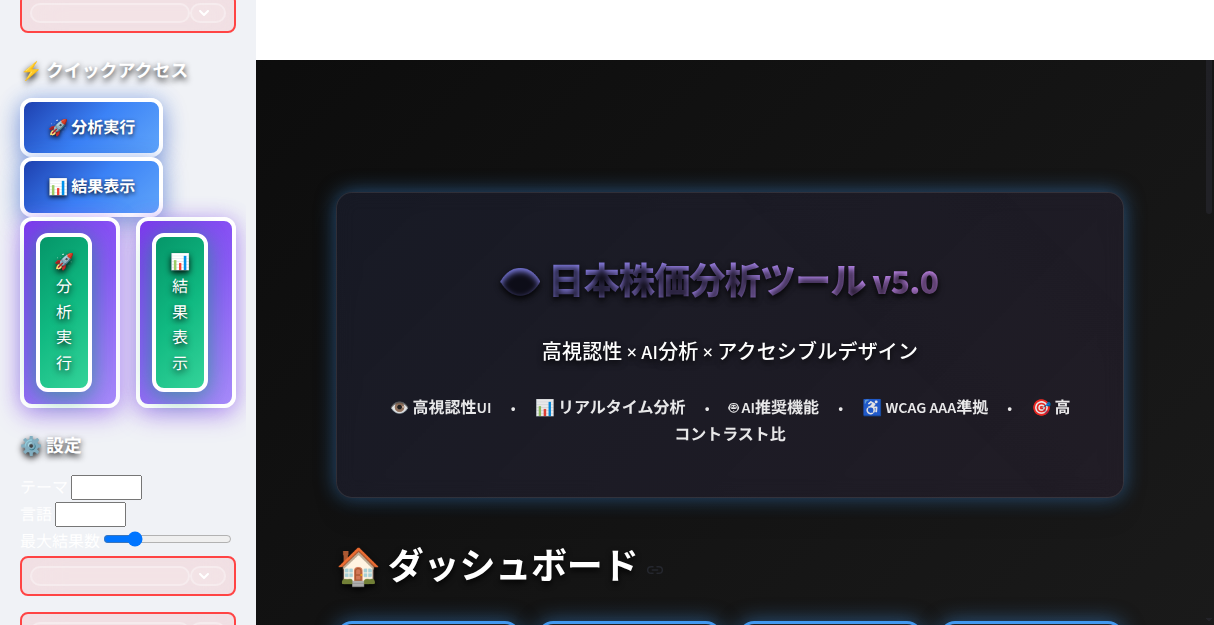 ⚡ クイックアクセス
🚀 分析実行
📊 結果表示
🚀 分析実行
📊 結果表示
⚙️ 設定
テーマ
言語
最大結果数
👁️ 日本株価分析ツール v5.0
高視認性 × AI分析 × アクセシブルデザイン
👁️ 高視認性UI • 📊 リアルタイム分析 • AI推奨機能 • ♿ WCAG AAA準拠 • 🎯 高
コントラスト比
🏠 ダッシュボード